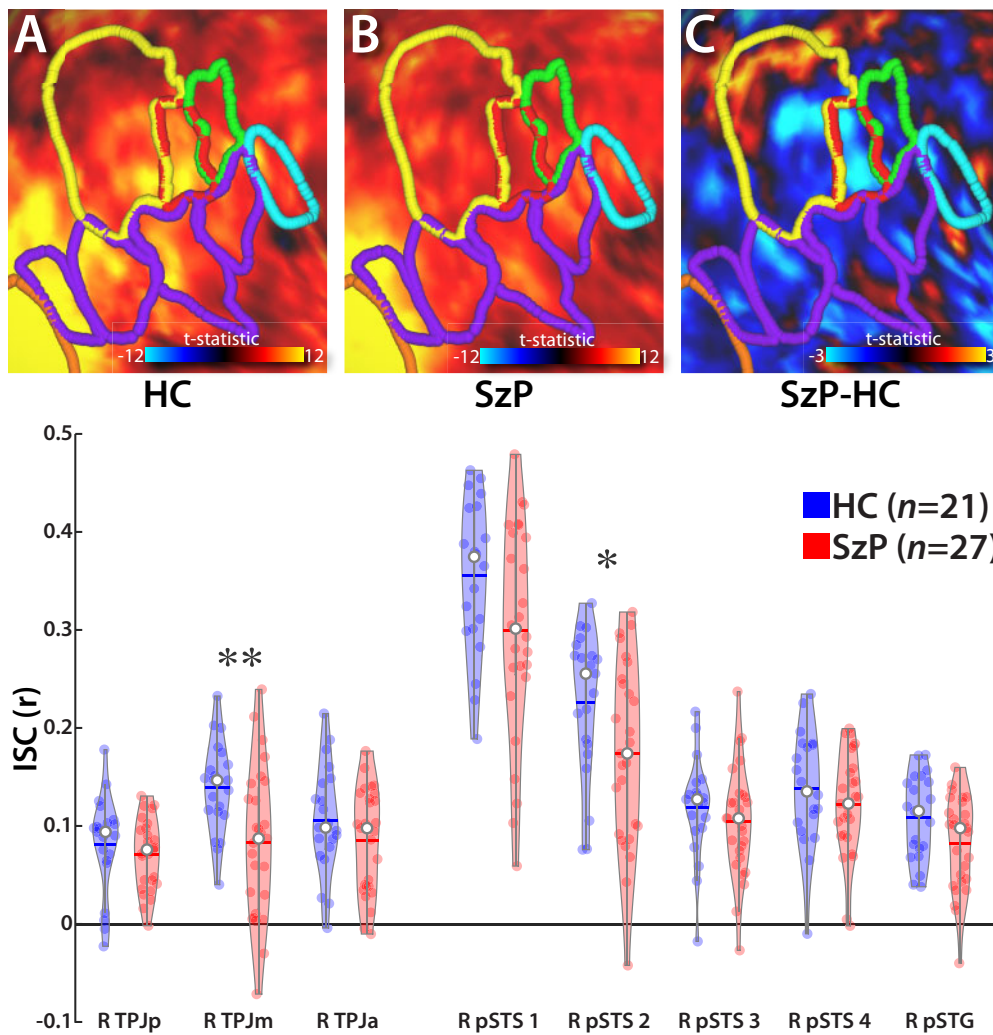 A B C
t-statistic t-statistic t-statistic
-12 12 -12 12 -3 3
HC SzP SzP-HC
0.5
HC (n=21)
0.4
SzP (n=27)
*
0.3
**
ISC (r)
0.2
0.1
0
-0.1
R TPJp R TPJm R TPJa R pSTS 1 R pSTS 2 R pSTS 3 R pSTS 4 R pSTG